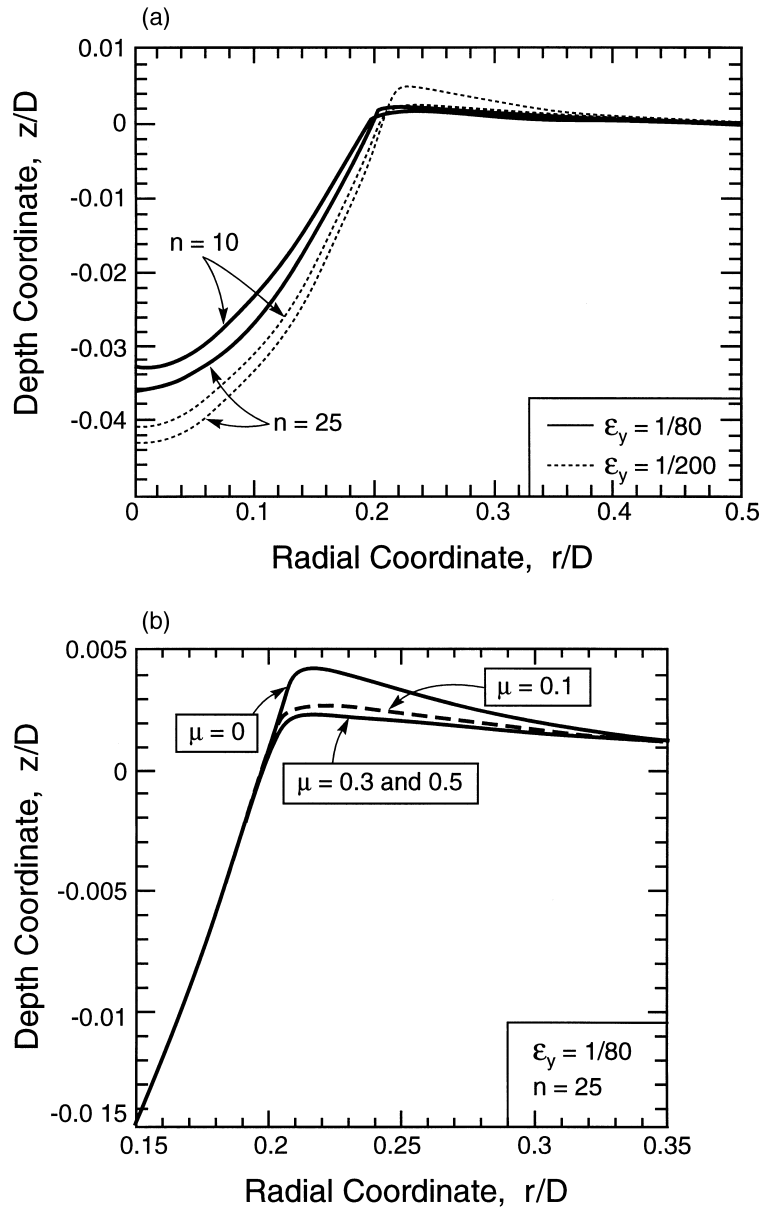 (a)
0.01
0
-0.01
-0.02
-0.03
-0.04
Depth Coordinate, z/D
n = 10
n = 25
εy = 1/80
εy = 1/200
0 0.1 0.2 0.3 0.4 0.5
Radial Coordinate, r/D
(b)
0.005
0
-0.005
-0.01
-0.0 15
Depth Coordinate, z/D
μ = 0
μ = 0.1
μ = 0.3 and 0.5
εy = 1/80
n = 25
0.15 0.2 0.25 0.3 0.35
Radial Coordinate, r/D